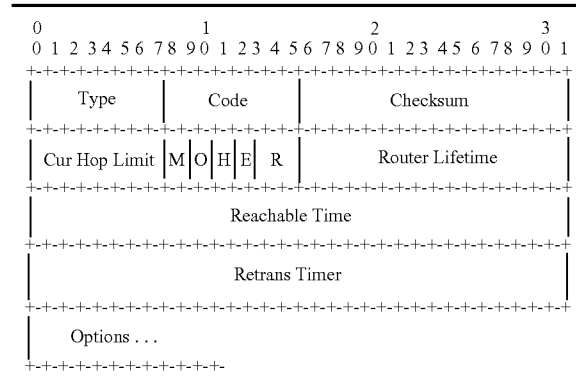 0 1 2 3
0 1 2 3 4 5 6 7 8 9 0 1 2 3 4 5 6 7 8 9 0 1 2 3 4 5 6 7 8 9 0 1
+-+-+-+-+-+-+-+-+-+-+-+-+-+-+-+-+-+-+-+-+-+-+-+-+-+-+-+-+-+-+-+-+
| Type | Code | Checksum |
+-+-+-+-+-+-+-+-+-+-+-+-+-+-+-+-+-+-+-+-+-+-+-+-+-+-+-+-+-+-+-+-+
| Cur Hop Limit |M|O|H|E| R | Router Lifetime |
+-+-+-+-+-+-+-+-+-+-+-+-+-+-+-+-+-+-+-+-+-+-+-+-+-+-+-+-+-+-+-+-+
| Reachable Time |
+-+-+-+-+-+-+-+-+-+-+-+-+-+-+-+-+-+-+-+-+-+-+-+-+-+-+-+-+-+-+-+-+
| Retrans Timer |
+-+-+-+-+-+-+-+-+-+-+-+-+-+-+-+-+-+-+-+-+-+-+-+-+-+-+-+-+-+-+-+-+
| Options . . .
+-+-+-+-+-+-+-+-+-+-+-+-